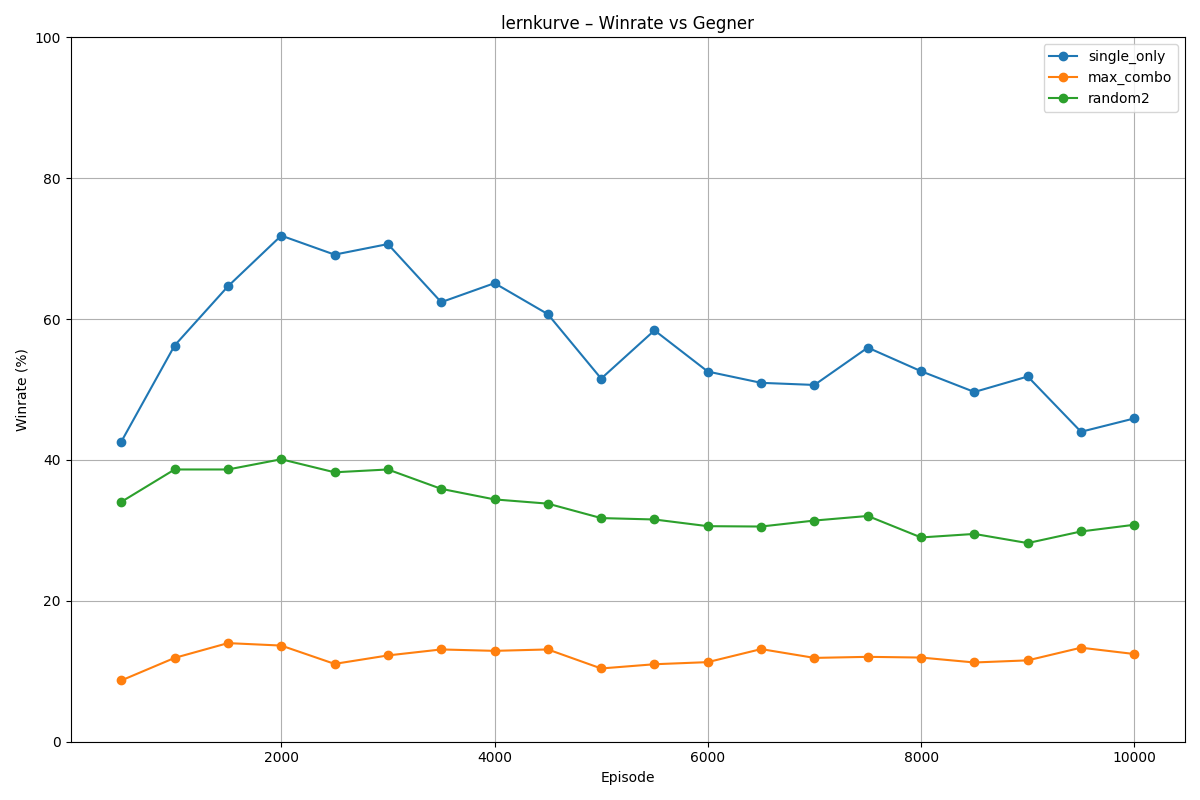 lernkurve – Winrate vs Gegner
single_only
max_combo
random2
Winrate (%)
100
80
60
40
20
0
2000 4000 6000 8000 10000
Episode